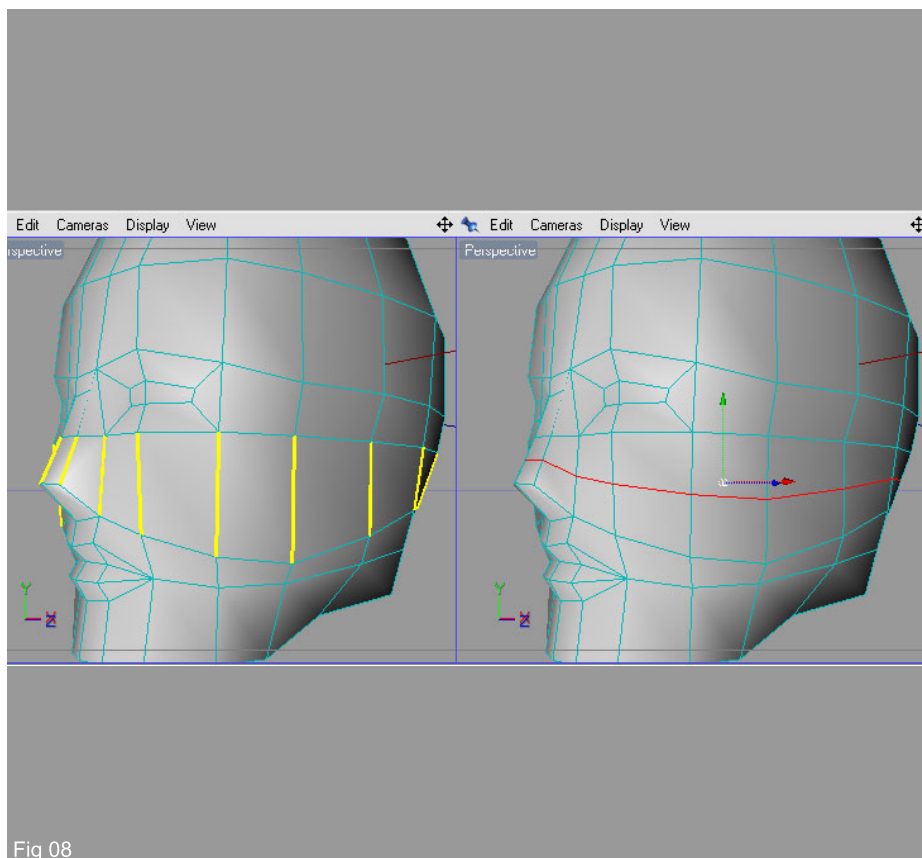 Edit Cameras Display View
Edit Cameras Display View
rspective
Perspective
Y
Z
Y
Z
Fig 08